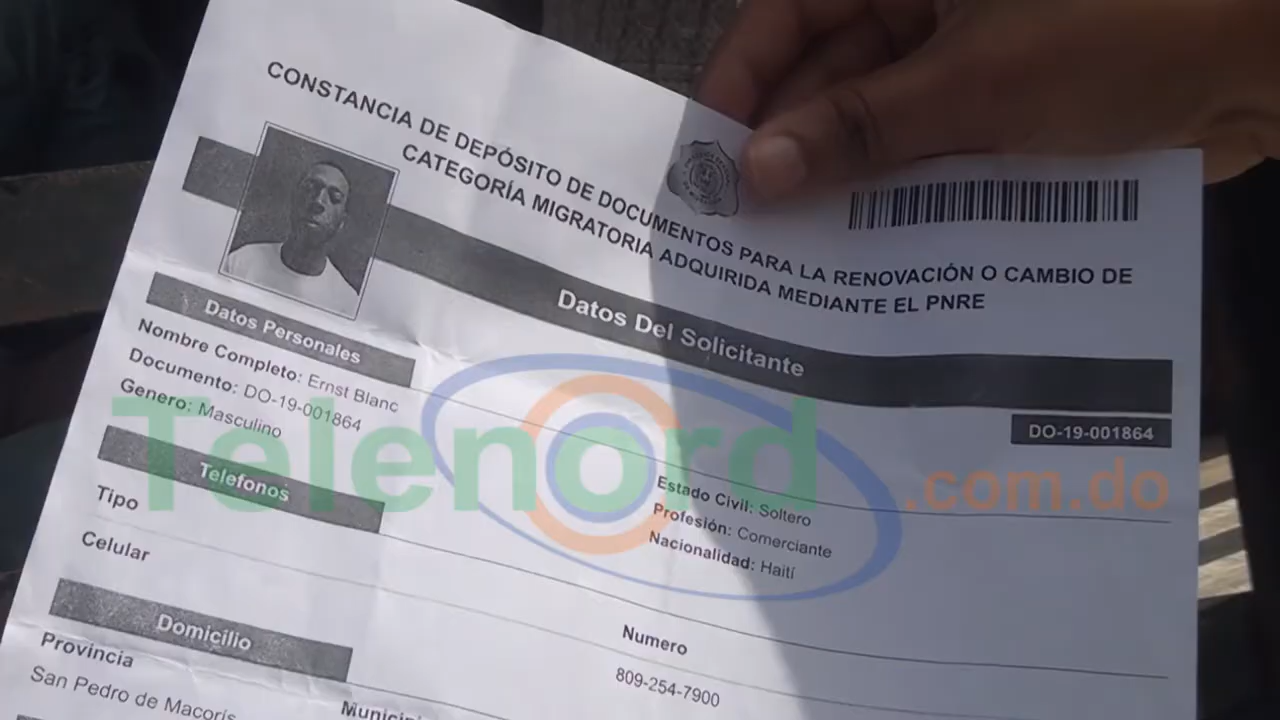 CONSTANCIA DE DEPÓSITO DE DOCUMENTOS PARA LA RENOVACIÓN O CAMBIO DE
CATEGORÍA MIGRATORIA ADQUIRIDA MEDIANTE EL PNRE
Datos Del Solicitante
DO-19-001864
Datos Personales
Nombre Completo: Ernst Blanc
Documento: DO-19-001864
Genero: Masculino
Estado Civil: Soltero
Profesión: Comerciante
Nacionalidad: Haití
Telenord.com.do
Telefonos
Tipo
Numero
Celular
809-254-7900
Domicilio
Provincia
San Pedro de Macorís